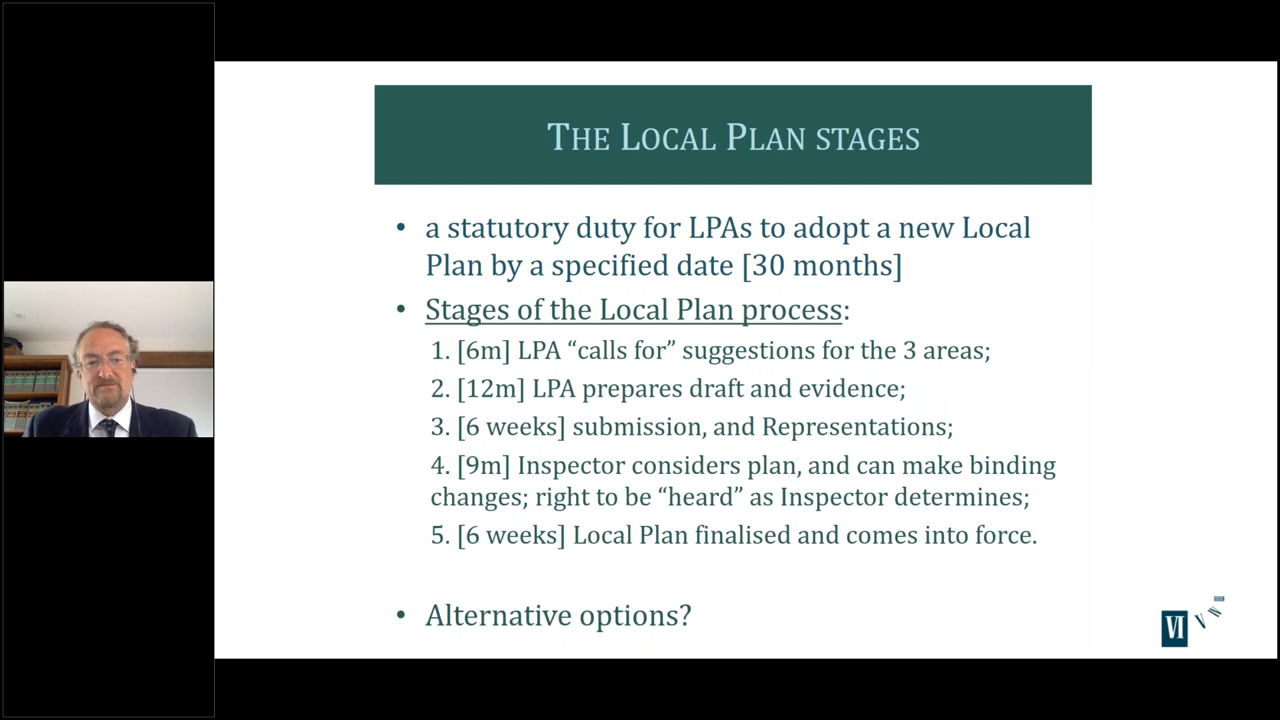 THE LOCAL PLAN STAGES
• a statutory duty for LPAs to adopt a new Local
Plan by a specified date [30 months]
• Stages of the Local Plan process:
1. [6m] LPA “calls for” suggestions for the 3 areas;
2. [12m] LPA prepares draft and evidence;
3. [6 weeks] submission, and Representations;
4. [9m] Inspector considers plan, and can make binding
changes; right to be “heard” as Inspector determines;
5. [6 weeks] Local Plan finalised and comes into force.
• Alternative options?
VI